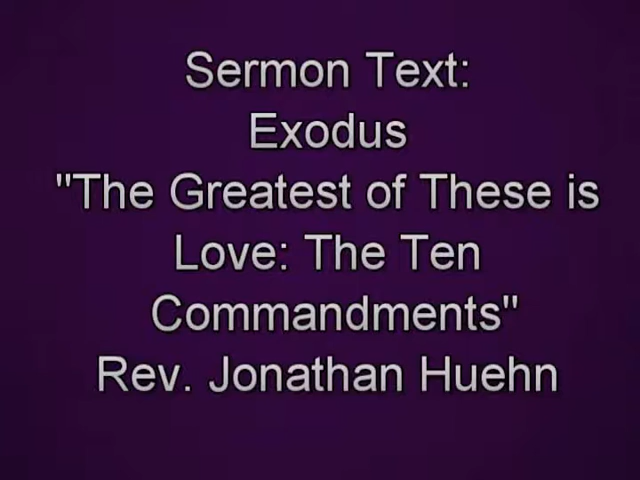 Sermon Text:
Exodus
"The Greatest of These is
Love: The Ten
Commandments"
Rev. Jonathan Huehn